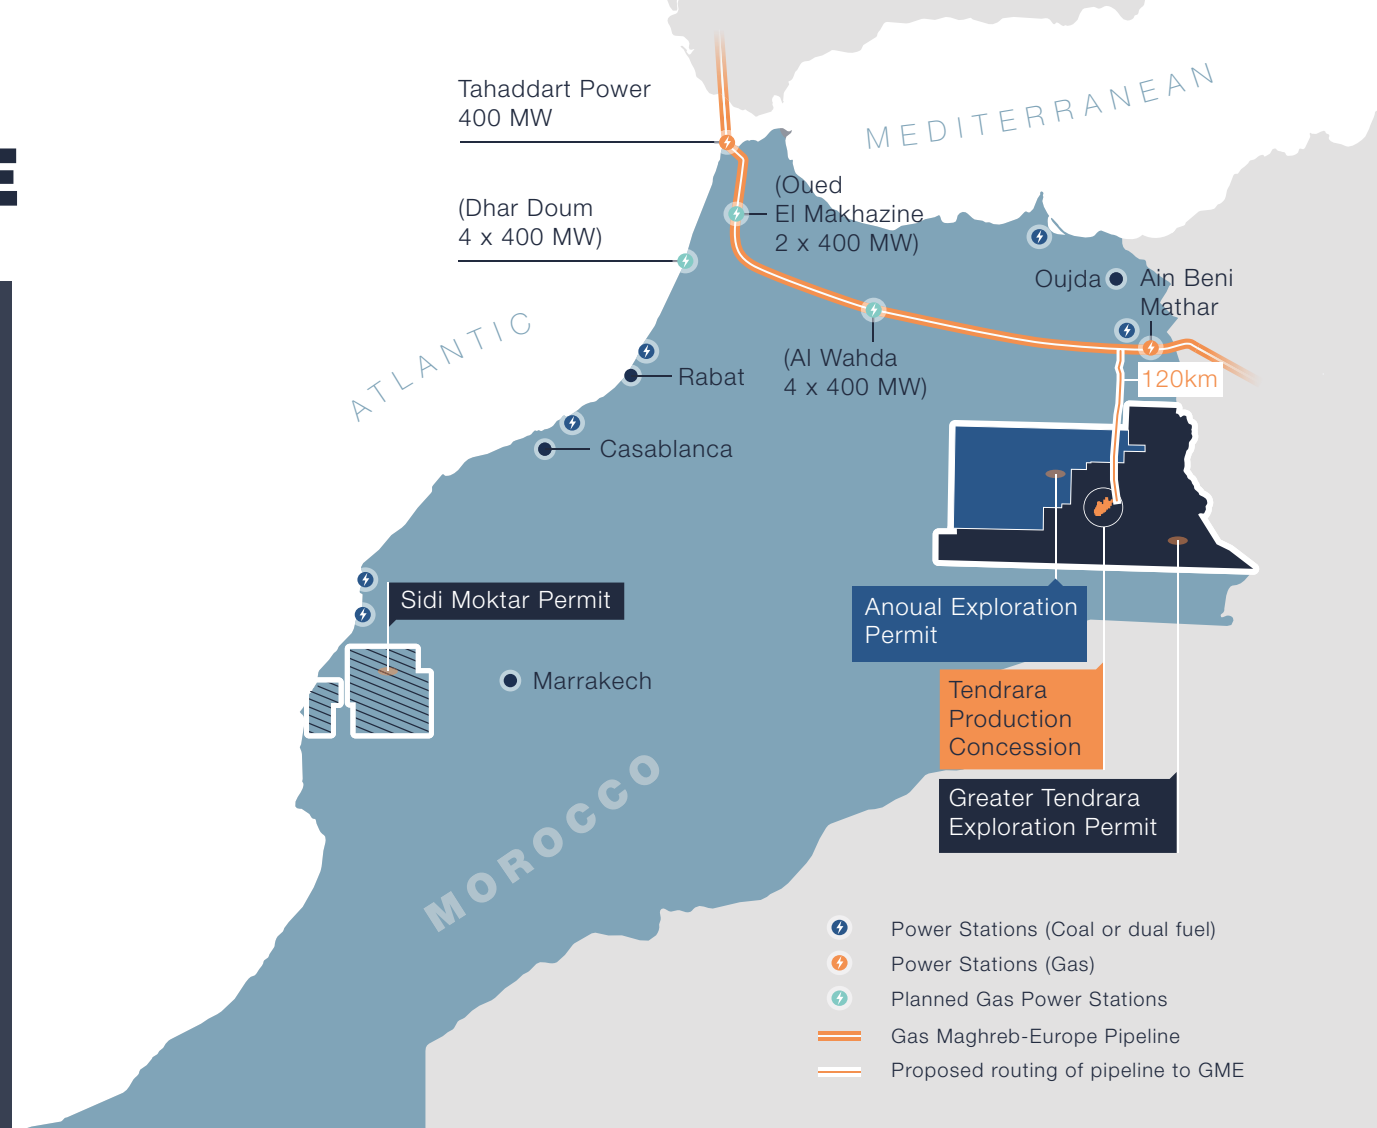 E
Tahaddart Power
400 MW
MEDITERRANEAN
(Oued
El Makhazine
2 x 400 MW)
(Dhar Doum
4 x 400 MW)
Oujda
Ain Beni
Mathar
ATLANTIC
(Al Wahda
4 x 400 MW)
120km
Rabat
Casablanca
Sidi Moktar Permit
Anoual Exploration
Permit
Marrakech
Tendrara
Production
Concession
MOROCCO
Greater Tendrara
Exploration Permit
Power Stations (Coal or dual fuel)
Power Stations (Gas)
Planned Gas Power Stations
Gas Maghreb-Europe Pipeline
Proposed routing of pipeline to GME